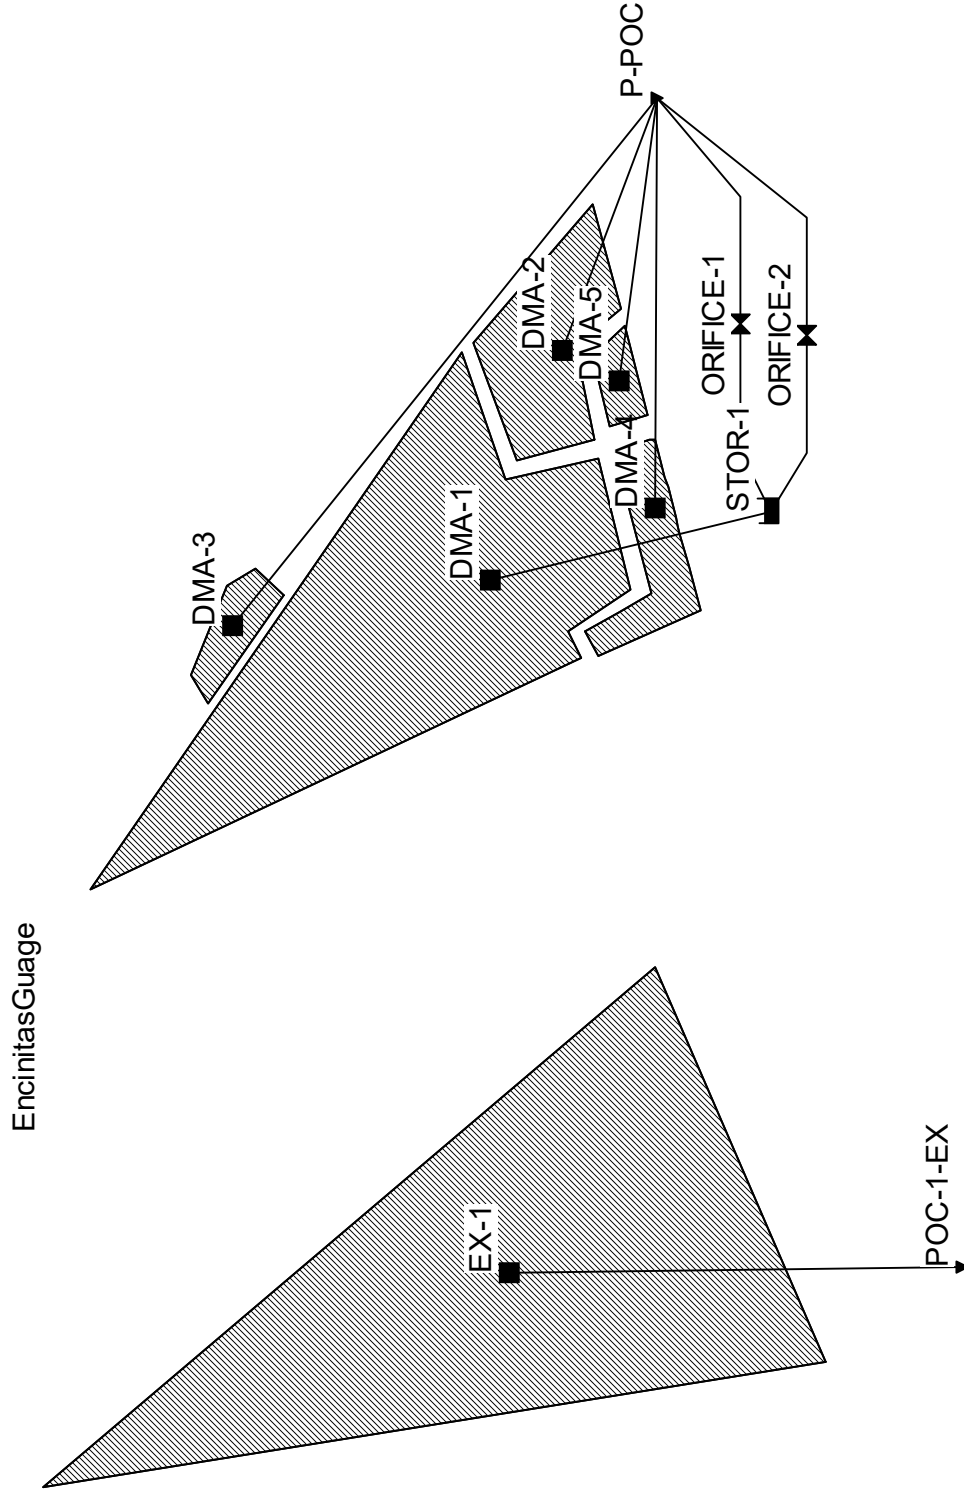 EncinitasGuage
EX-1
POC-1-EX
DMA-3
DMA-1
DMA-2
DMA-5
DMA-4
STOR-1
ORIFICE-1
ORIFICE-2
P-POC